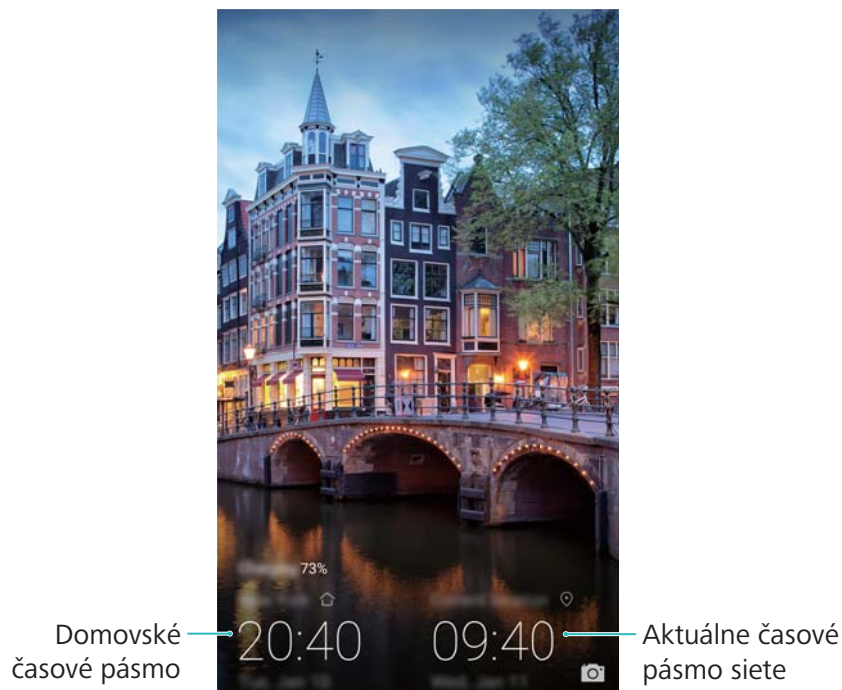 73%
Domovské
časové pásmo
20:40
09:40
Aktuálne časové
pásmo siete